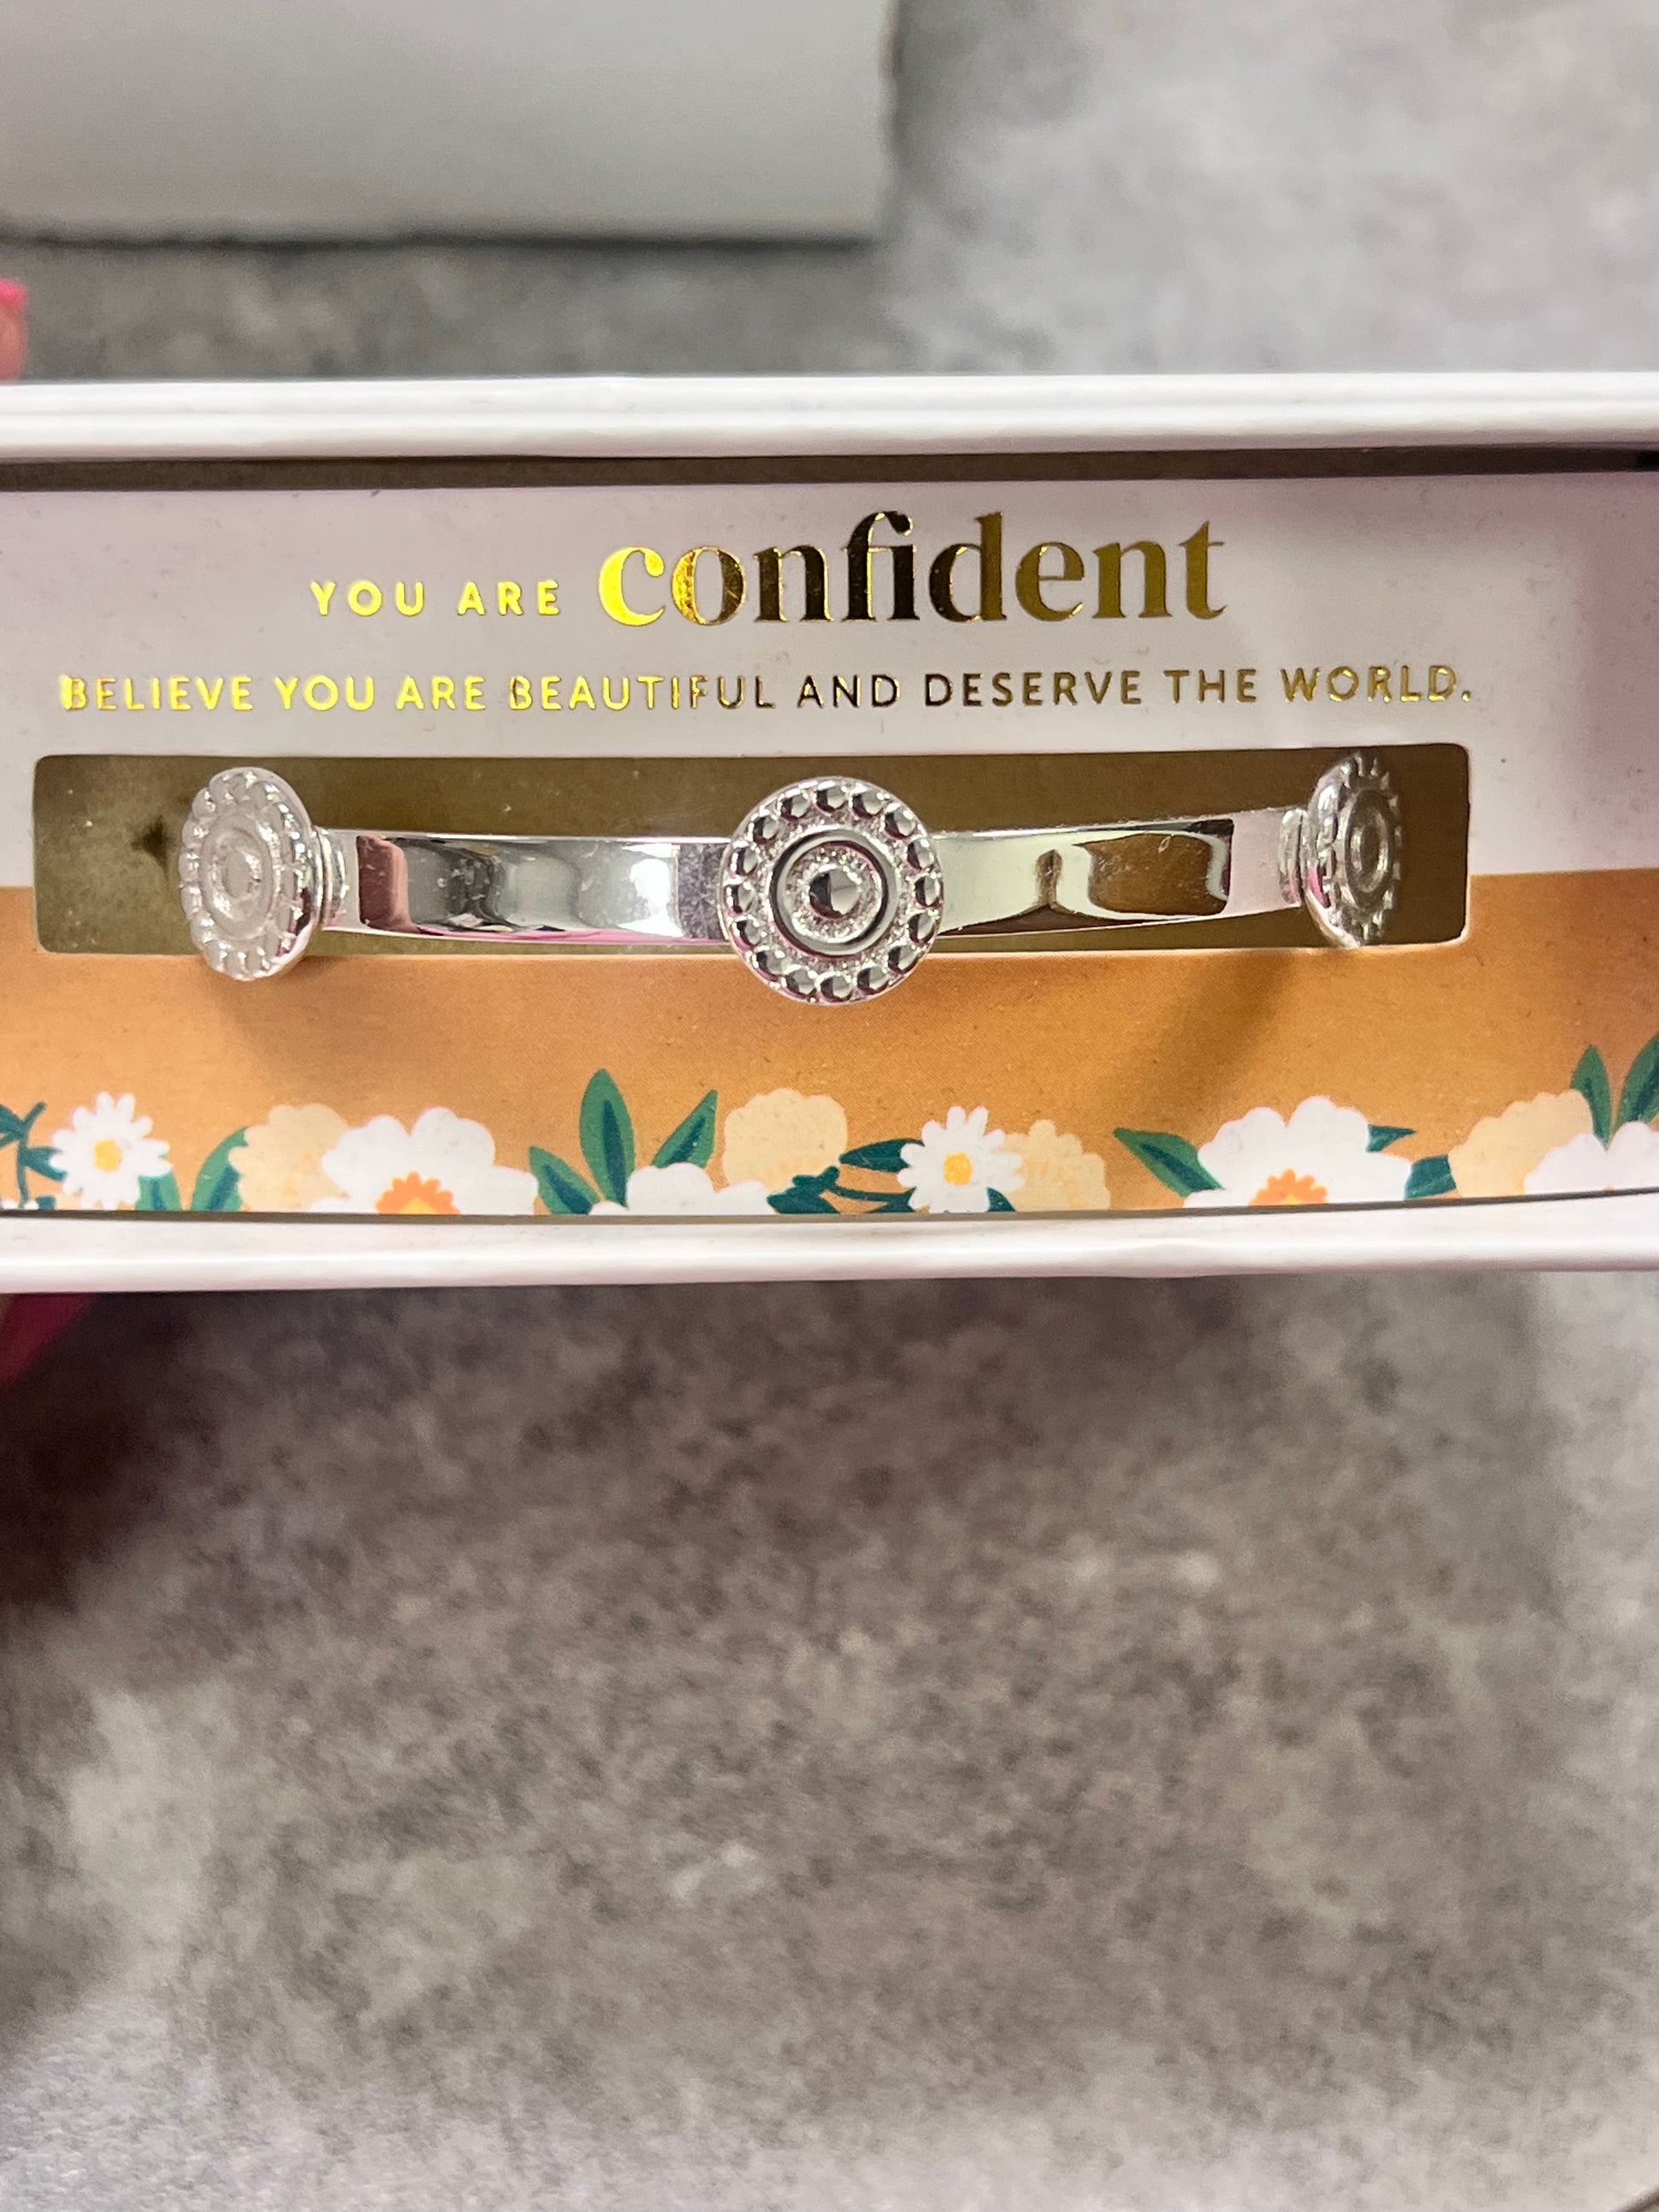 YOU ARE confident
BELIEVE YOU ARE BEAUTIFUL AND DESERVE THE WORLD.